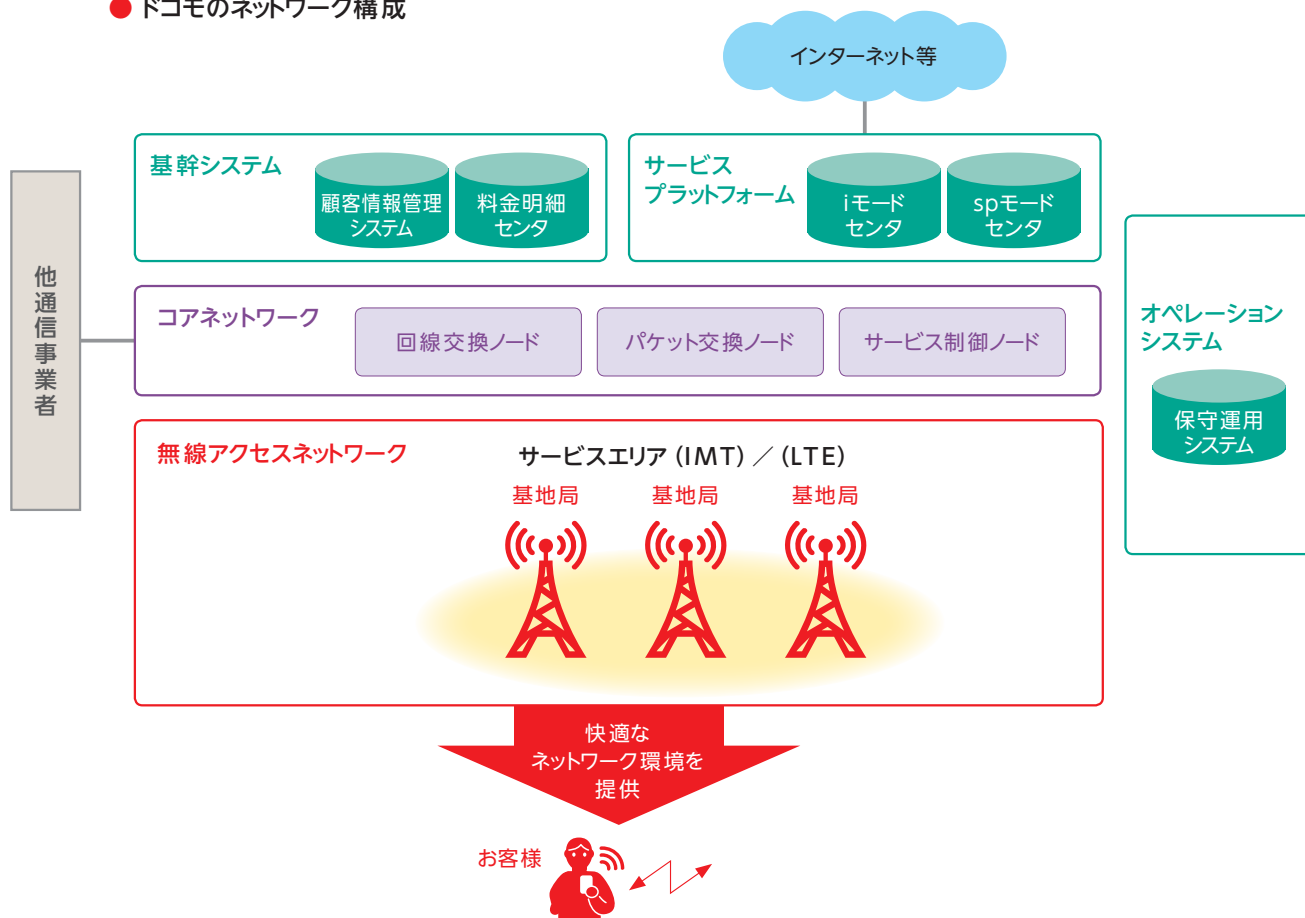 ドコモのネットワーク構成
インターネット等
基幹システム
顧客情報管理
システム
料金明細
センタ
サービス
プラットフォーム
iモード
センタ
spモード
センタ
他通信事業者
コアネットワーク
回線交換ノード
パケット交換ノード
サービス制御ノード
オペレーション
システム
保守運用
システム
無線アクセスネットワーク
サービスエリア（IMT）／（LTE）
基地局
基地局
基地局
快適な
ネットワーク環境を
提供
お客様